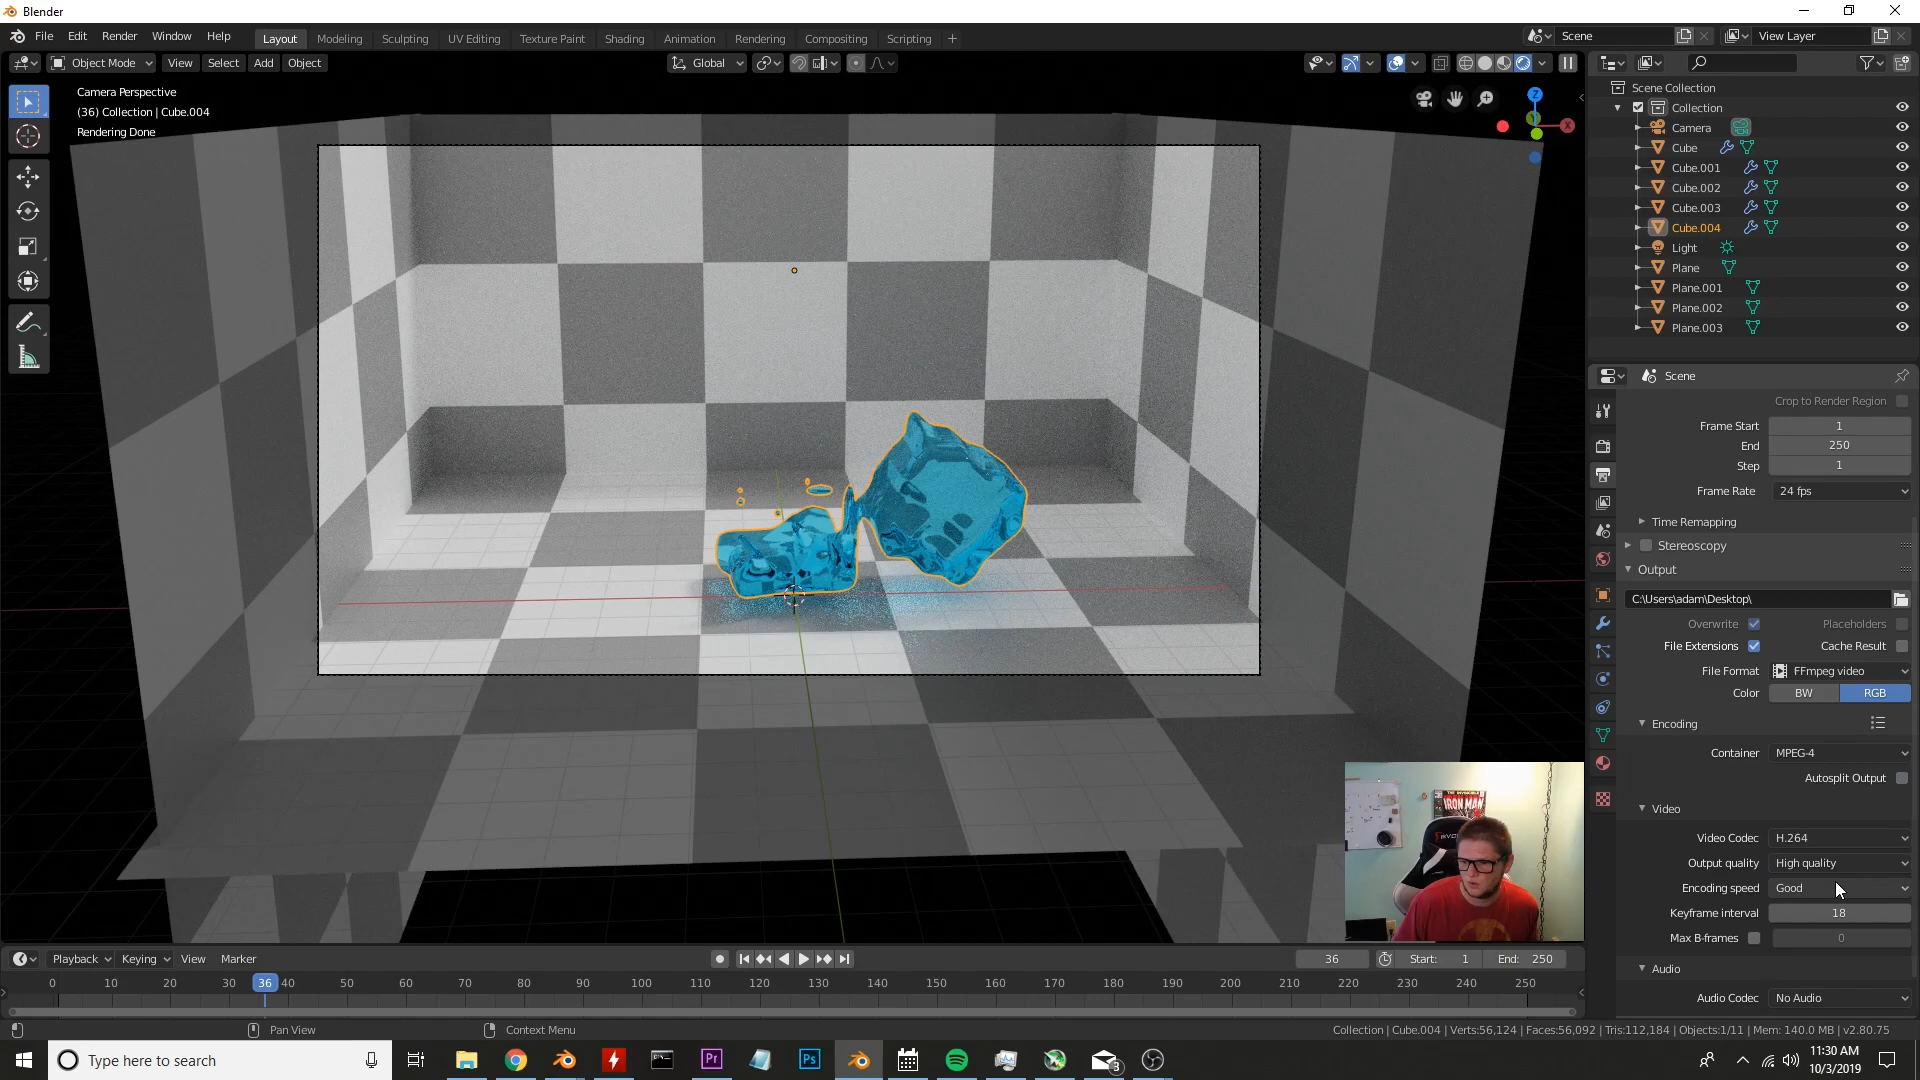 Blender
File Edit Render Window Help
Layout Modeling Sculpting UV Editing Texture Paint Shading Animation Rendering Compositing Scripting +
Scene
View Layer
Object Mode View Select Add Object
Global
Camera Perspective
(36) Collection | Cube.004
Rendering Done
Z
X
Scene Collection
Collection
Camera
Cube
Cube.001
Cube.002
Cube.003
Cube.004
Light
Plane
Plane.001
Plane.002
Plane.003
Scene
Crop to Render Region
Frame Start 1
End 250
Step 1
Frame Rate 24 fps
Time Remapping
Stereoscopy
Output
C:\Users\adam\Desktop\
Overwrite Placeholders
File Extensions Cache Result
File Format FFmpeg video
Color BW RGB
Encoding
Container MPEG-4
Autosplit Output
Video
Video Codec H.264
Output quality High quality
Encoding speed Good
Keyframe interval 18
Max B-frames 0
Audio
Audio Codec No Audio
IRON MAN
Playback Keying View Marker
36 Start: 1 End: 250
0 10 20 30 36 40 50 60 70 80 90 100 110 120 130 140 150 160 170 180 190 200 210 220 230 240 250
Pan View
Context Menu
Collection | Cube.004 | Verts:56,124 | Faces:56,092 | Tris:112,184 | Objects:1/11 | Mem: 140.0 MB | v2.80.75
Type here to search
Pr
Ps
3
11:30 AM
10/3/2019